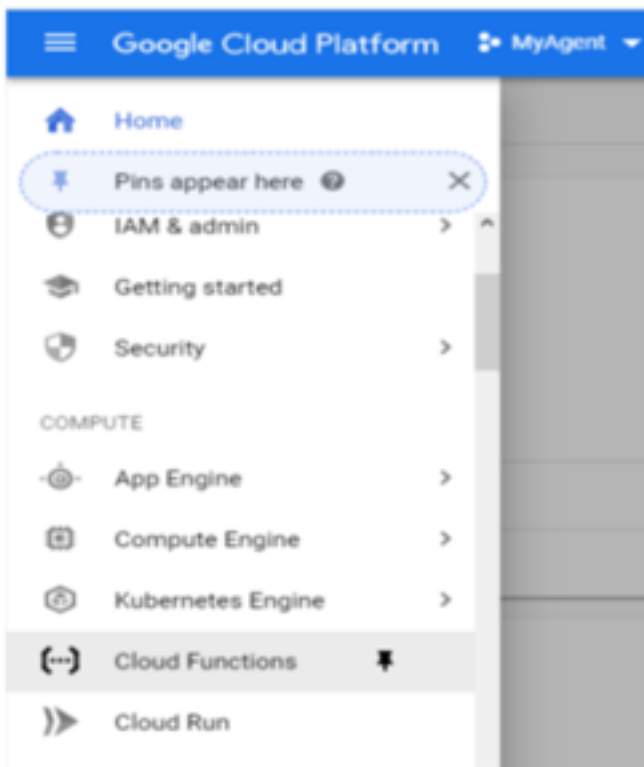 Google Cloud Platform MyAgent
Home
Pins appear here
IAM & admin
Getting started
Security
COMPUTE
App Engine
Compute Engine
Kubernetes Engine
Cloud Functions
Cloud Run